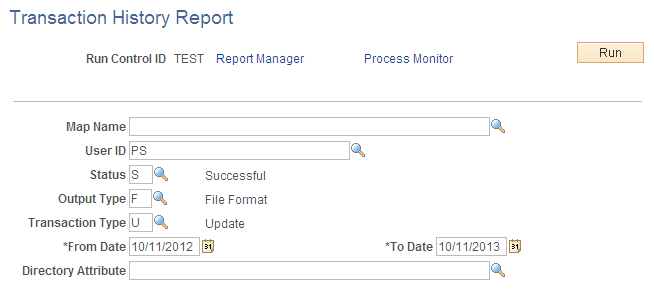 Transaction History Report
Run Control ID TEST Report Manager Process Monitor Run
Map Name
User ID PS
Status S Successful
Output Type F File Format
Transaction Type U Update
*From Date 10/11/2012 31 *To Date 10/11/2013 31
Directory Attribute